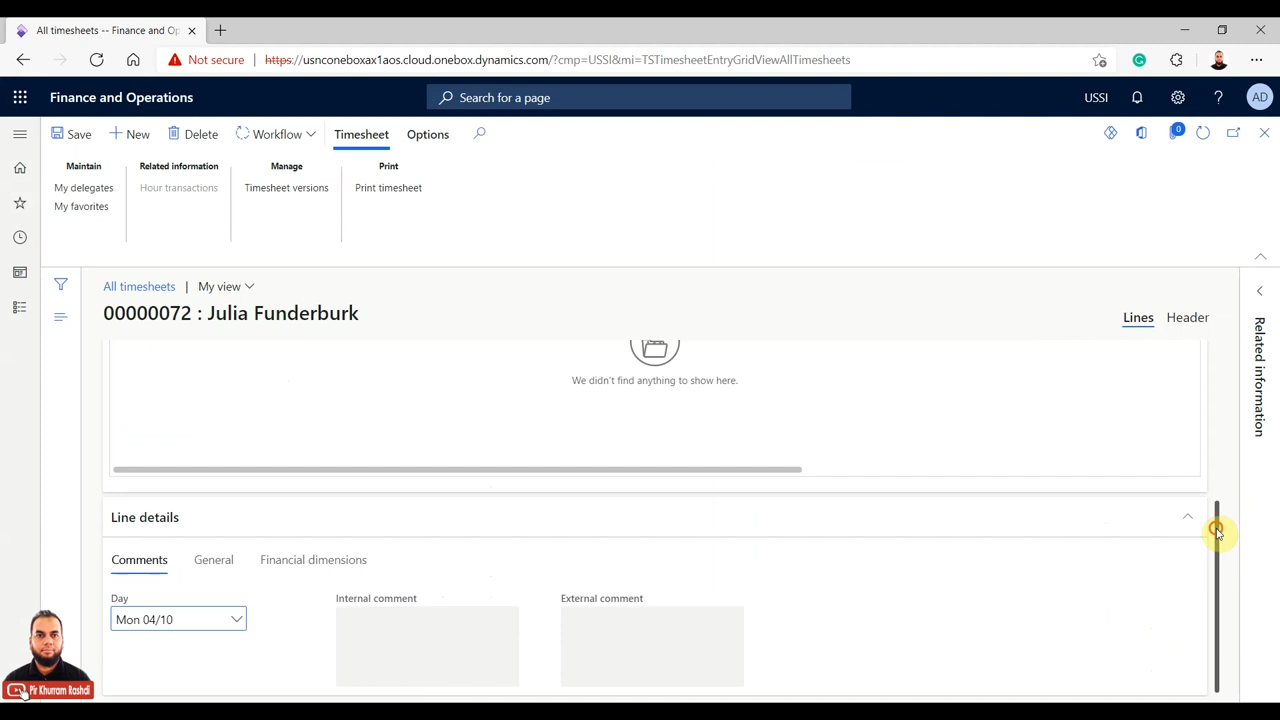 All timesheets -- Finance and Op
Not secure
https://usnconeboxax1aos.cloud.onebox.dynamics.com/?cmp=USSI&mi=TSTimesheetEntryGridViewAllTimesheets
Finance and Operations
Search for a page
USSI
?
AD
Save
New
Delete
Workflow
Timesheet
Options
0
Maintain
My delegates
My favorites
Related information
Hour transactions
Manage
Timesheet versions
Print
Print timesheet
All timesheets | My view
00000072 : Julia Funderburk
Lines
Header
Related information
We didn't find anything to show here.
Line details
Comments
General
Financial dimensions
Day
Internal comment
External comment
Mon 04/10
Pir Khurram Rashdi